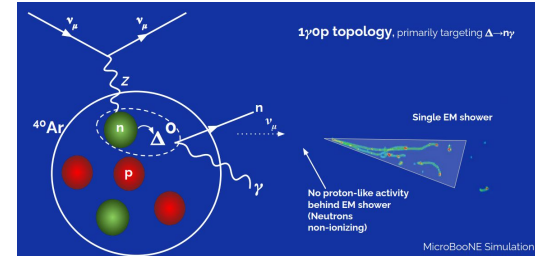 1γ0p topology, primarily targeting Δ→nγ
νμ
νμ
Z
⁴⁰Ar
n
Δ⁰
n
νμ
p
γ
Single EM shower
No proton-like activity
behind EM shower
(Neutrons
non-ionizing)
MicroBooNE Simulation